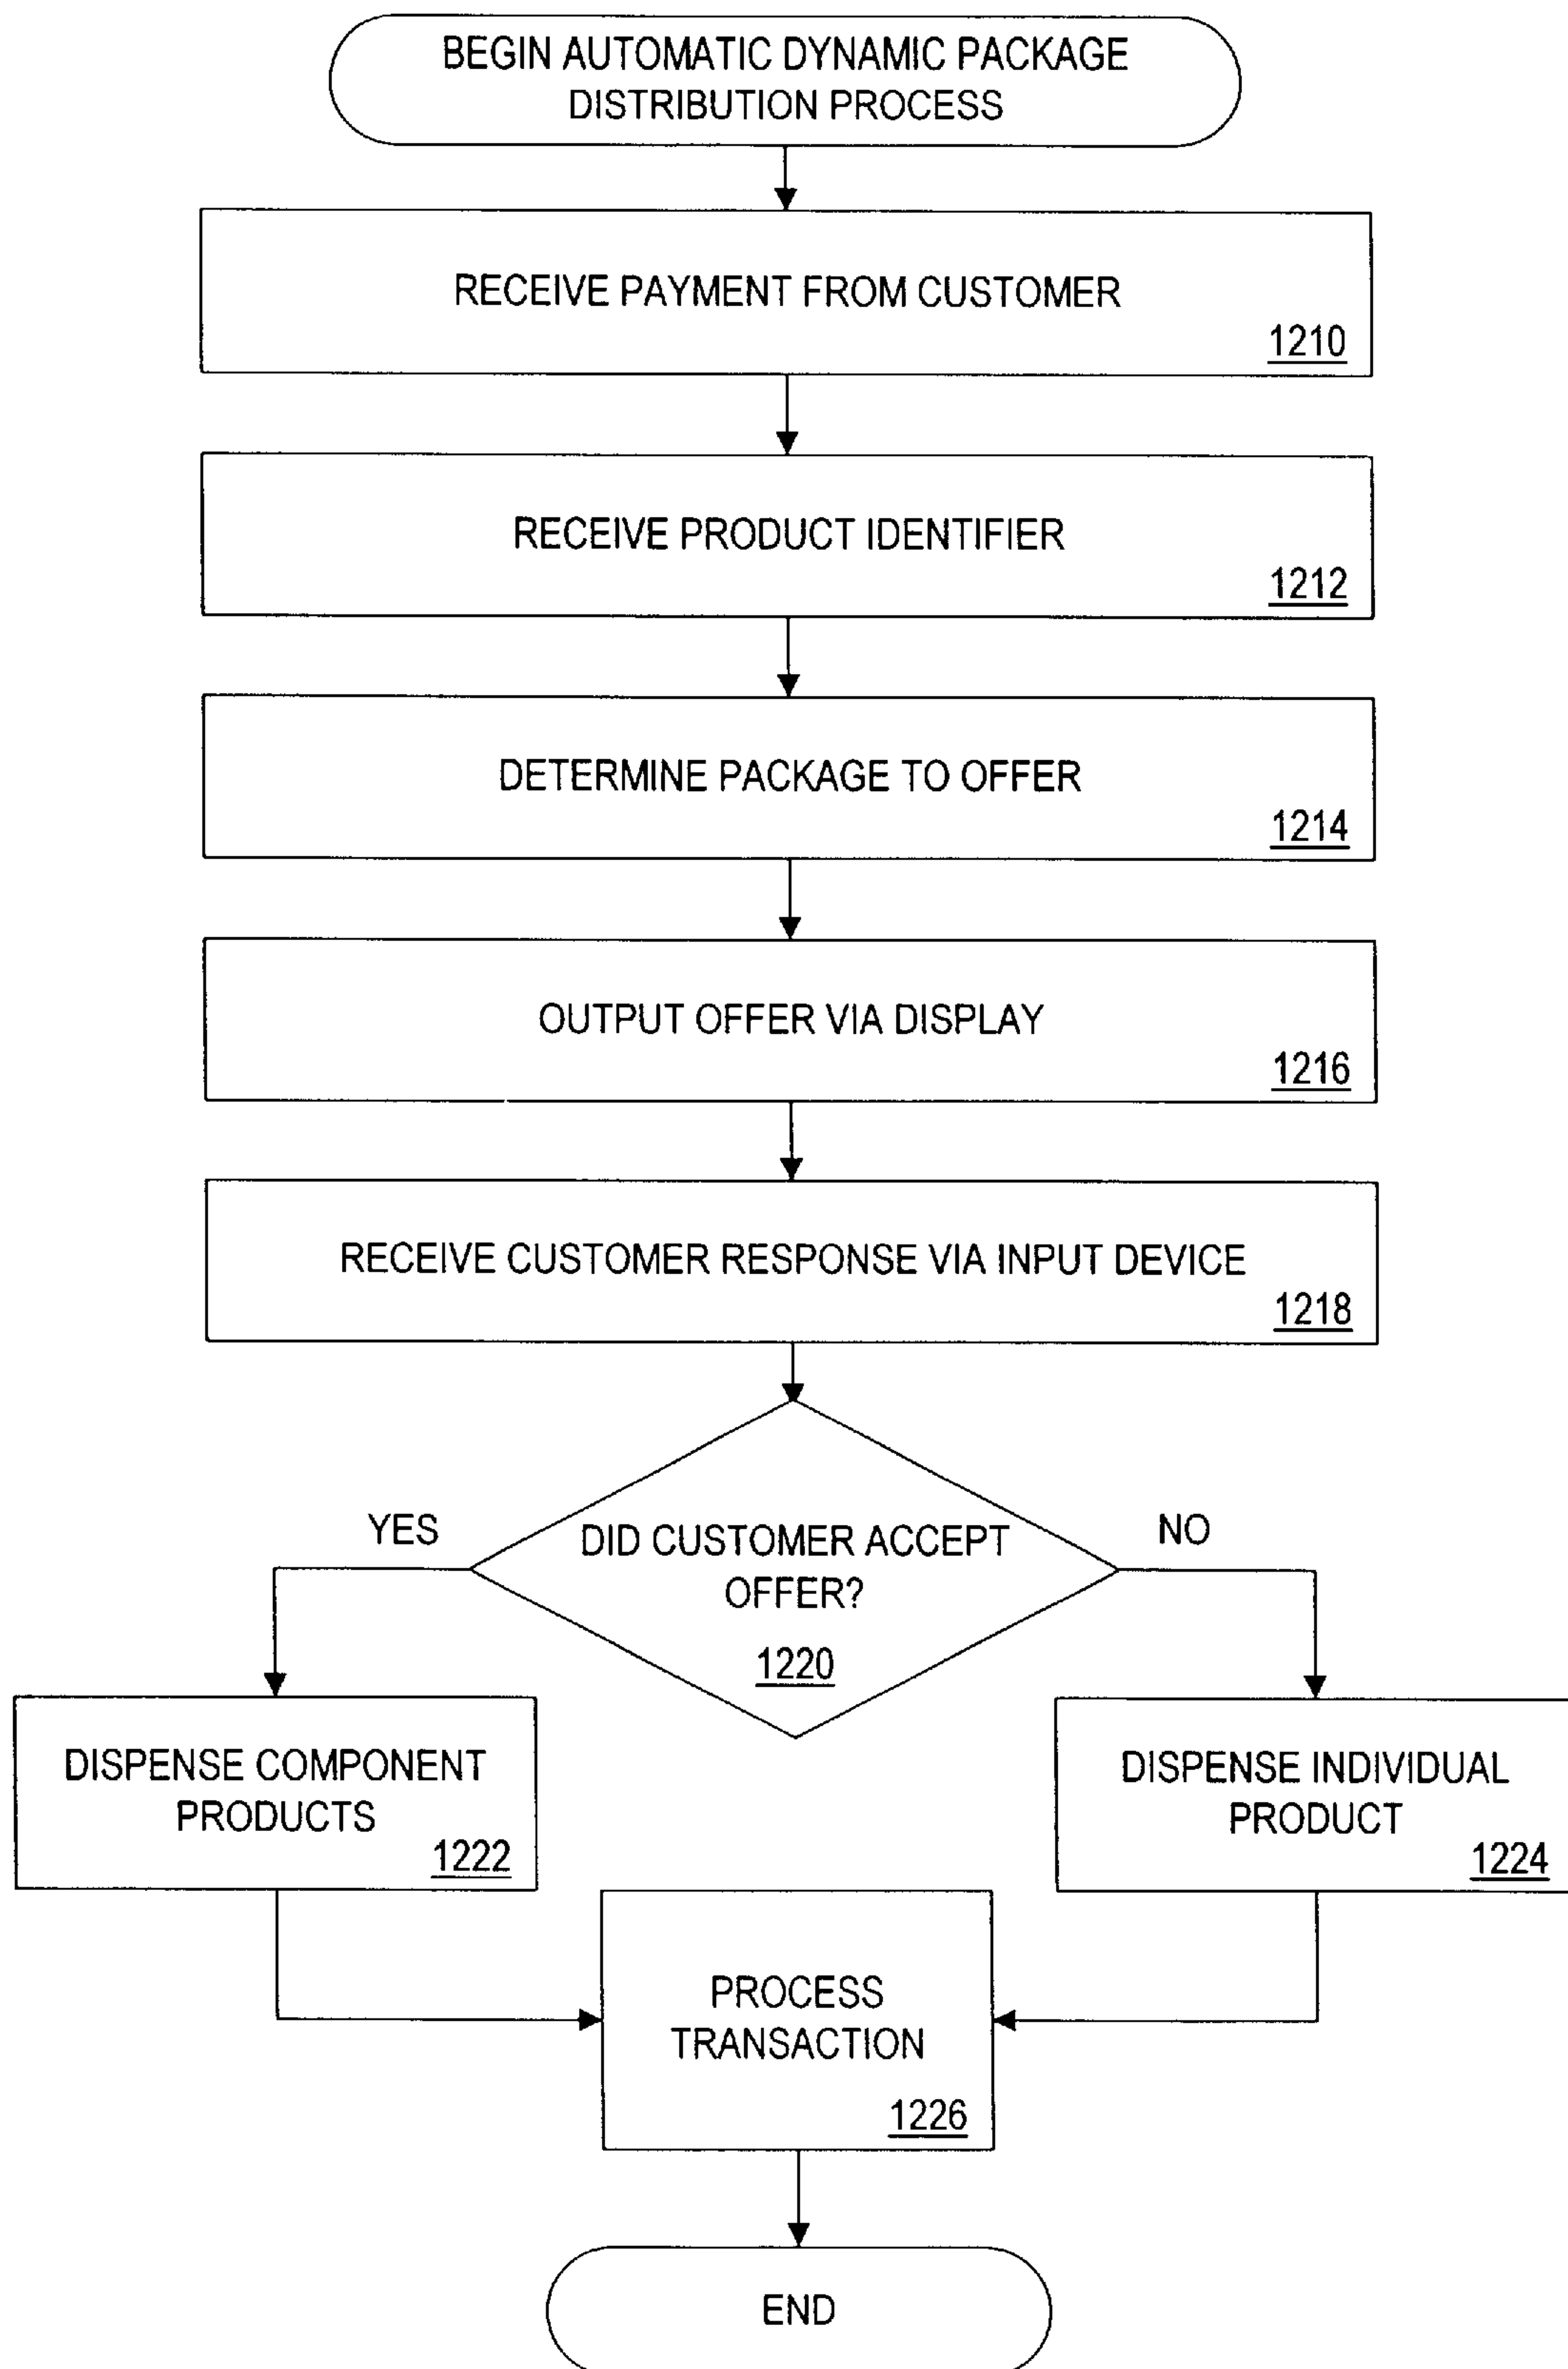 BEGIN AUTOMATIC DYNAMIC PACKAGE
DISTRIBUTION PROCESS
RECEIVE PAYMENT FROM CUSTOMER
1210
RECEIVE PRODUCT IDENTIFIER
1212
DETERMINE PACKAGE TO OFFER
1214
OUTPUT OFFER VIA DISPLAY
1216
RECEIVE CUSTOMER RESPONSE VIA INPUT DEVICE
1218
DID CUSTOMER ACCEPT
OFFER?
1220
YES
NO
DISPENSE COMPONENT
PRODUCTS
1222
DISPENSE INDIVIDUAL
PRODUCT
1224
PROCESS
TRANSACTION
1226
END